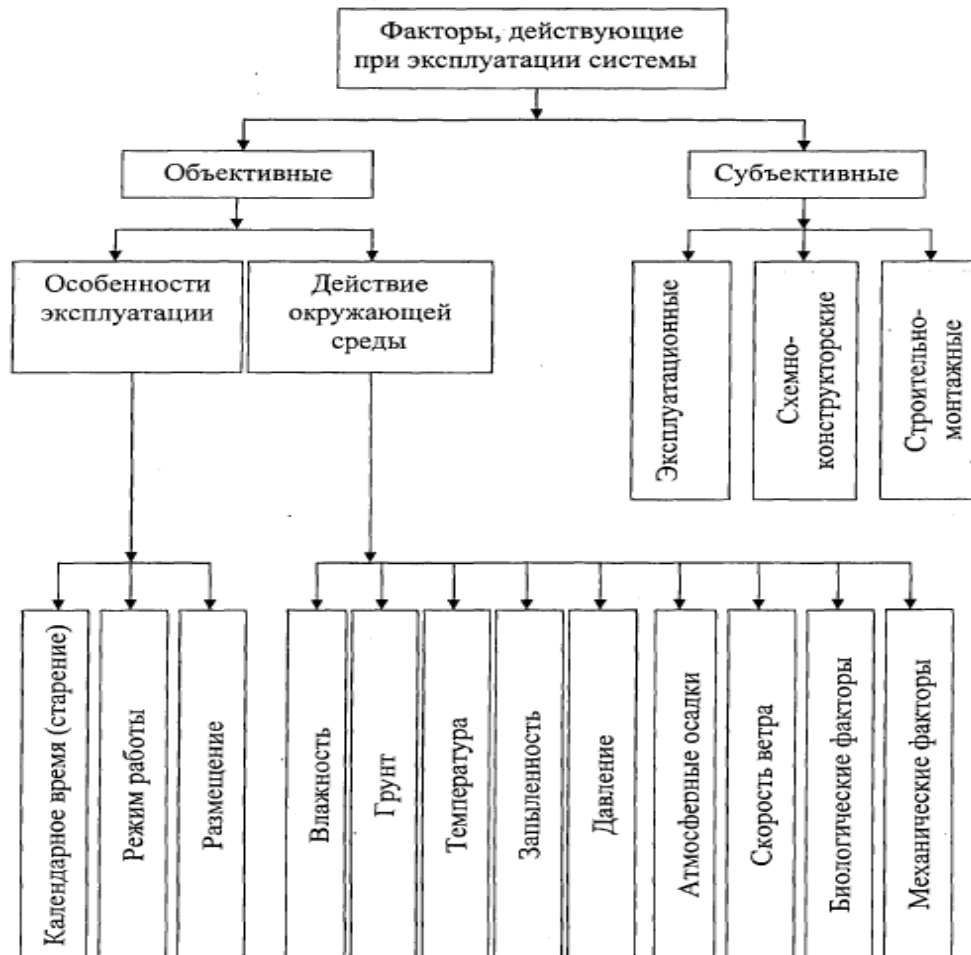 Факторы, действующие
при эксплуатации системы
Объективные
Субъективные
Особенности
эксплуатации
Действие
окружающей
среды
Эксплуатационные
Схемно-
конструкторские
Строительно-
монтажные
Календарное время (старение)
Режим работы
Размещение
Влажность
Грунт
Температура
Запыленность
Давление
Атмосферные осадки
Скорость ветра
Биологические факторы
Механические факторы